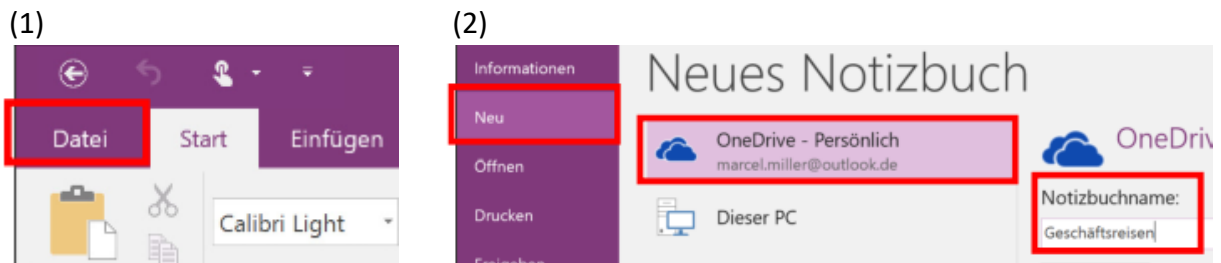 (1)
(2)
Datei Start Einfügen
Calibri Light
Informationen
Neu
Öffnen
Drucken
Freigeben
Neues Notizbuch
OneDrive - Persönlich
marcel.miller@outlook.de
Dieser PC
Notizbuchname:
Geschäftsreisen